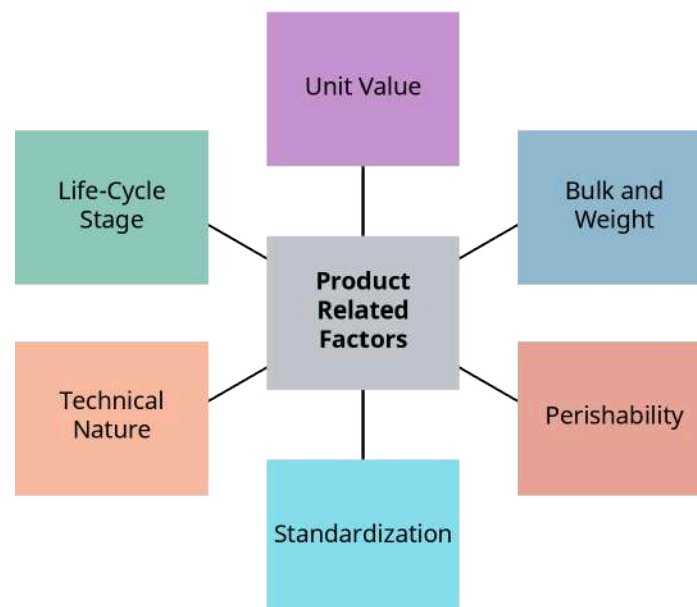 Unit Value
Life-Cycle
Stage
Bulk and
Weight
Product
Related
Factors
Technical
Nature
Perishability
Standardization